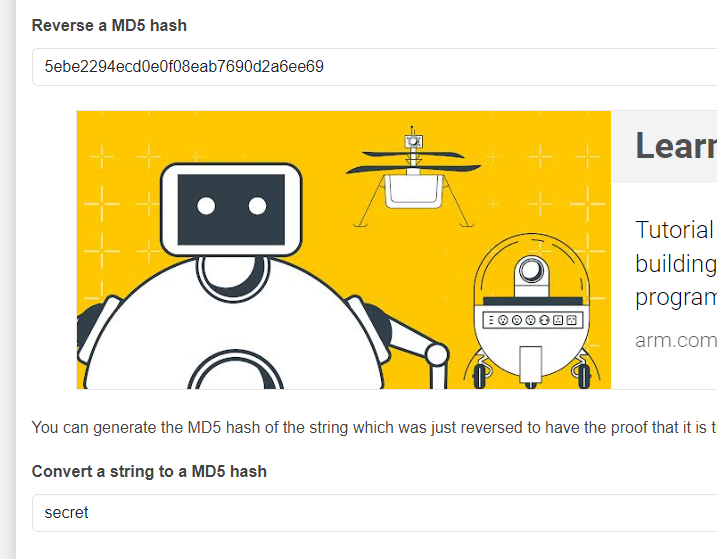 Reverse a MD5 hash
5ebe2294ecd0e0f08eab7690d2a6ee69
Learn
Tutorial
building
program
arm.com
You can generate the MD5 hash of the string which was just reversed to have the proof that it is t
Convert a string to a MD5 hash
secret